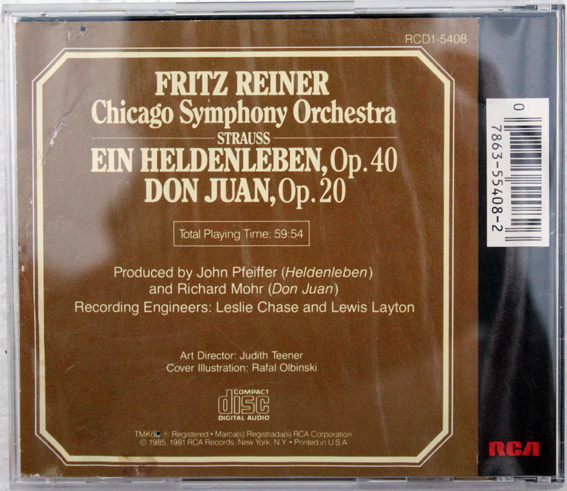 RCD1-5408
FRITZ REINER
Chicago Symphony Orchestra
STRAUSS
EIN HELDENLEBEN, Op. 40
DON JUAN, Op. 20
Total Playing Time: 59:54
Produced by John Pfeiffer (Heldenleben)
and Richard Mohr (Don Juan)
Recording Engineers: Leslie Chase and Lewis Layton
Art Director: Judith Teener
Cover Illustration: Rafal Olbinski
COMPACT
disc
DIGITAL AUDIO
TMK(s) ® Registered • Marca(s) Registrada(s) RCA Corporation
© 1985, 1981 RCA Records, New York, N.Y. • Printed in U.S.A.
0
7863-55408-2
RCA